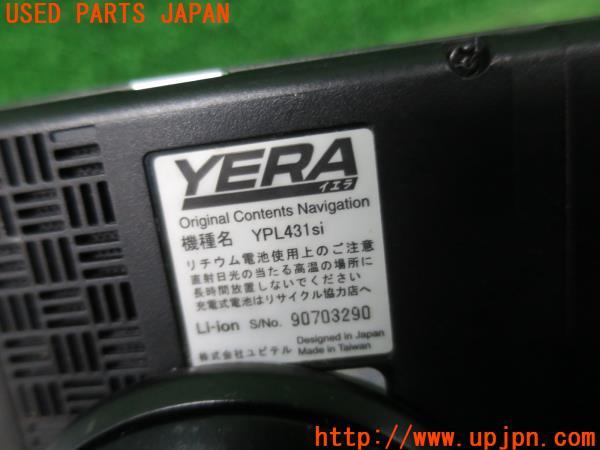 USED PARTS JAPAN
YERA
イエラ
Original Contents Navigation
機種名 YPL431si
リチウム電池使用上のご注意
直射日光の当たる高温の場所に
長時間放置しないでください
充電式電池はリサイクル協力店へ
Li-ion S/No. 90703290
Designed in Japan
株式会社ユピテル Made in Taiwan
http://www.upjpn.com/